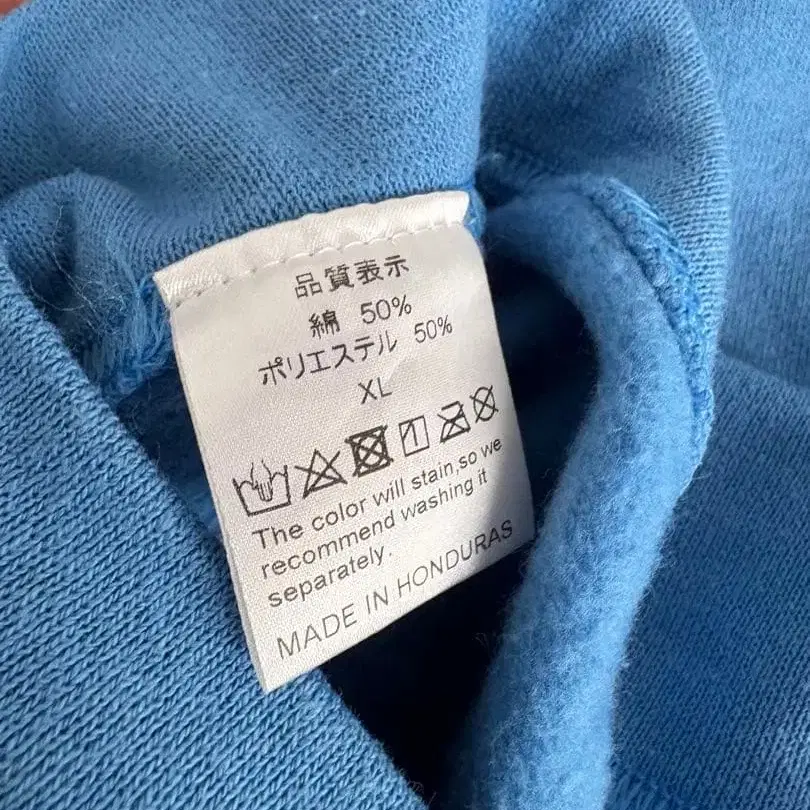 品質表示
綿 50%
ポリエステル 50%
XL
The color will stain,so we
recommend washing it
separately.
MADE IN HONDURAS